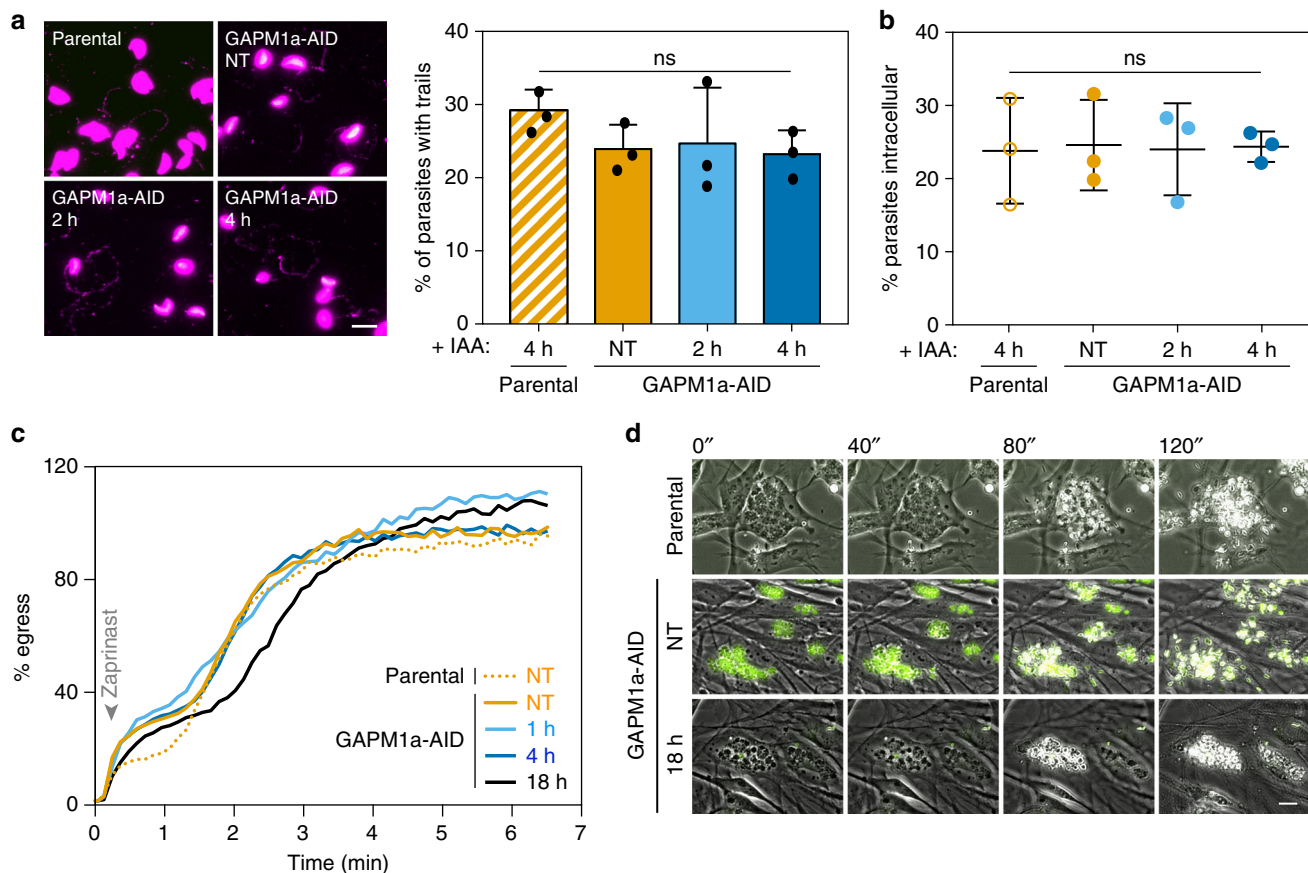 a
Parental
GAPM1a-AID
NT
GAPM1a-AID
2 h
GAPM1a-AID
4 h
% of parasites with trails
40
30
20
10
0
ns
+ IAA: 4 h NT 2 h 4 h
Parental GAPM1a-AID
b
% parasites intracellular
40
30
20
10
0
ns
+ IAA: 4 h NT 2 h 4 h
Parental GAPM1a-AID
c
% egress
120
80
40
0
Zaprinast
Parental NT
GAPM1a-AID
NT
1 h
4 h
18 h
0 1 2 3 4 5 6 7
Time (min)
d
0″ 40″ 80″ 120″
Parental
GAPM1a-AID
NT
18 h